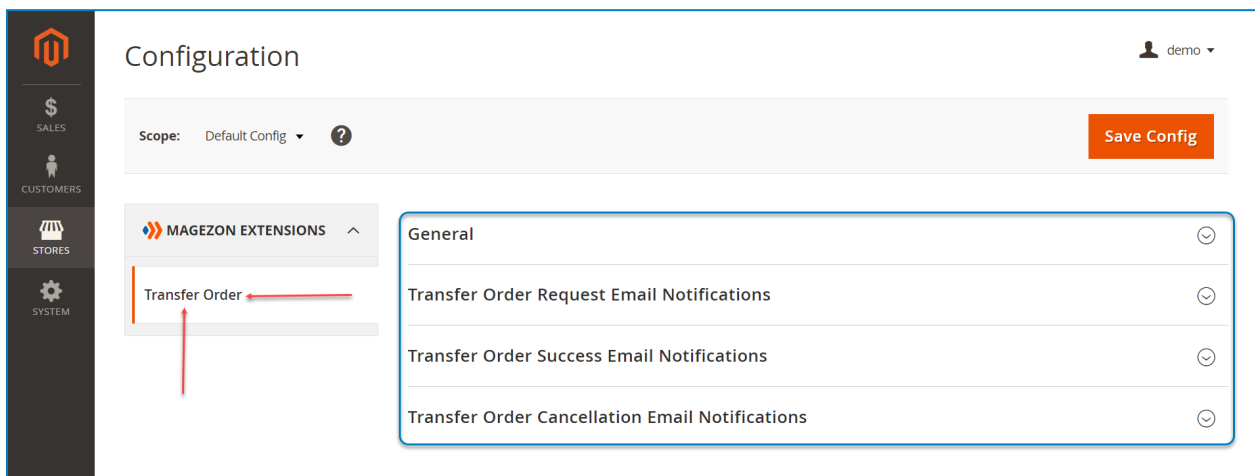 Configuration
demo
$
SALES
Scope: Default Config ?
Save Config
CUSTOMERS
MAGEZON EXTENSIONS
General
STORES
Transfer Order
Transfer Order Request Email Notifications
SYSTEM
Transfer Order Success Email Notifications
Transfer Order Cancellation Email Notifications